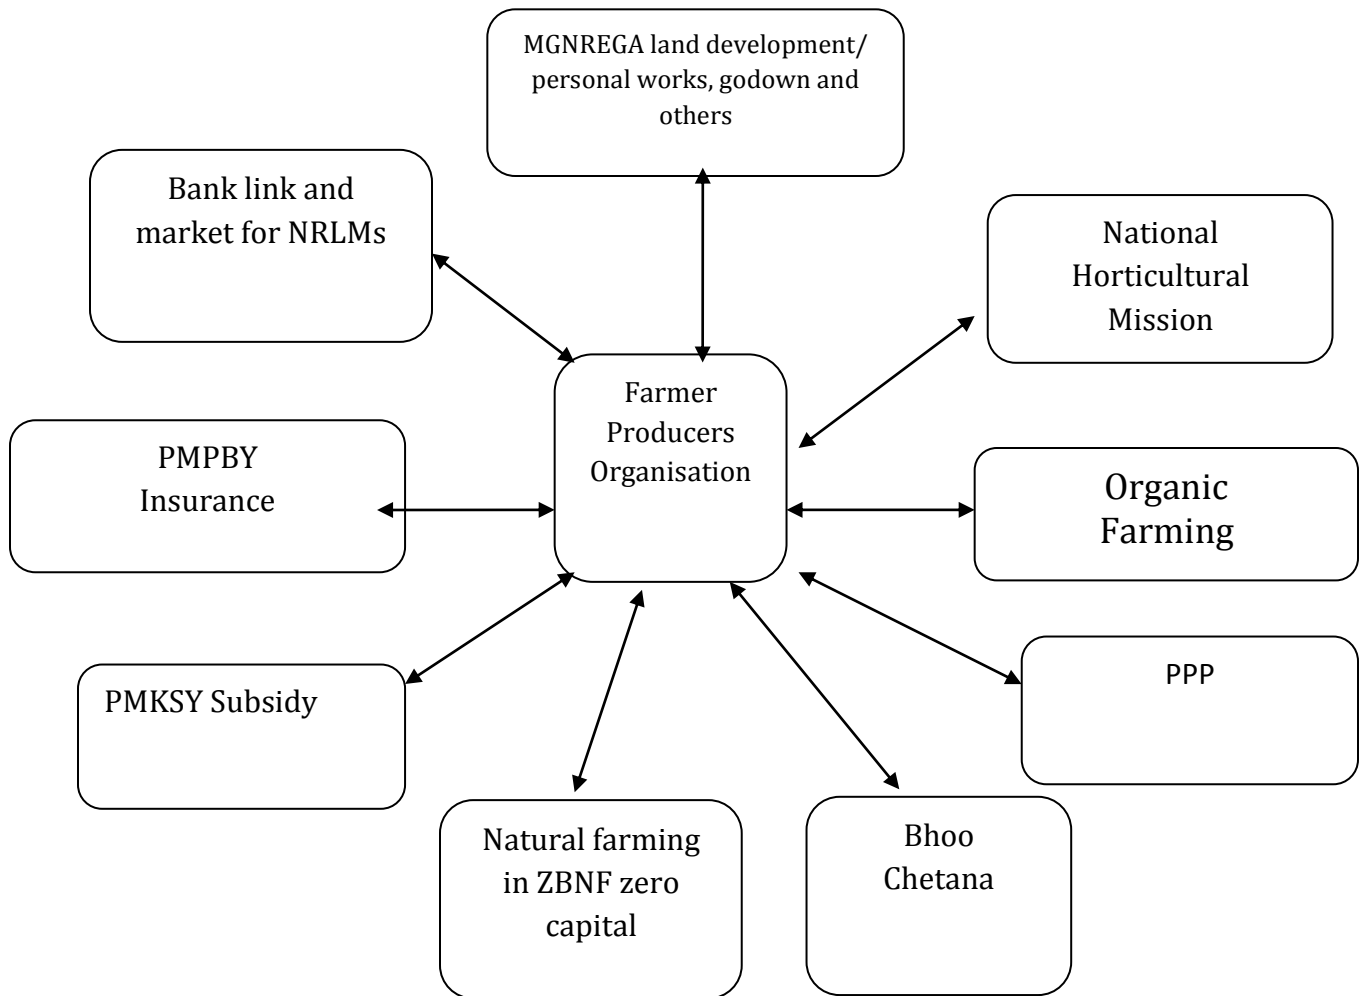 MGNREGA land development/
personal works, godown and
others
Bank link and
market for NRLMs
National
Horticultural
Mission
Farmer
Producers
Organisation
PMPBY
Insurance
Organic
Farming
PMKSY Subsidy
PPP
Natural farming
in ZBNF zero
capital
Bhoo
Chetana